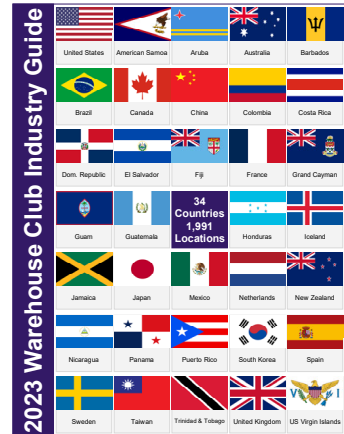 2023 Warehouse Club Industry Guide
United States
American Samoa
Aruba
Australia
Barbados
Brazil
Canada
China
Colombia
Costa Rica
Dom. Republic
El Salvador
Fiji
France
Grand Cayman
Guam
Guatemala
34
Countries
1,991
Locations
Honduras
Iceland
Jamaica
Japan
Mexico
Netherlands
New Zealand
Nicaragua
Panama
Puerto Rico
South Korea
Spain
Sweden
Taiwan
Trinidad & Tobago
United Kingdom
V I
US Virgin Islands